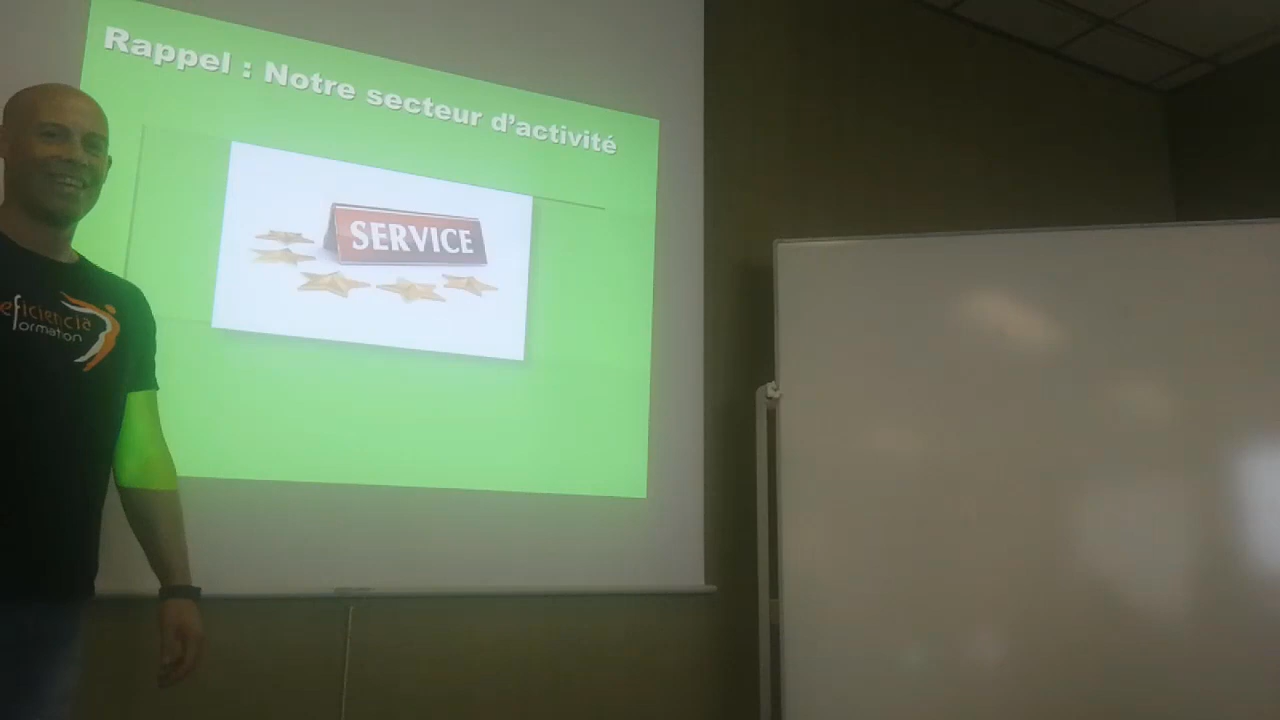 Rappel : Notre secteur d'activité
SERVICE
eficiencia
formation